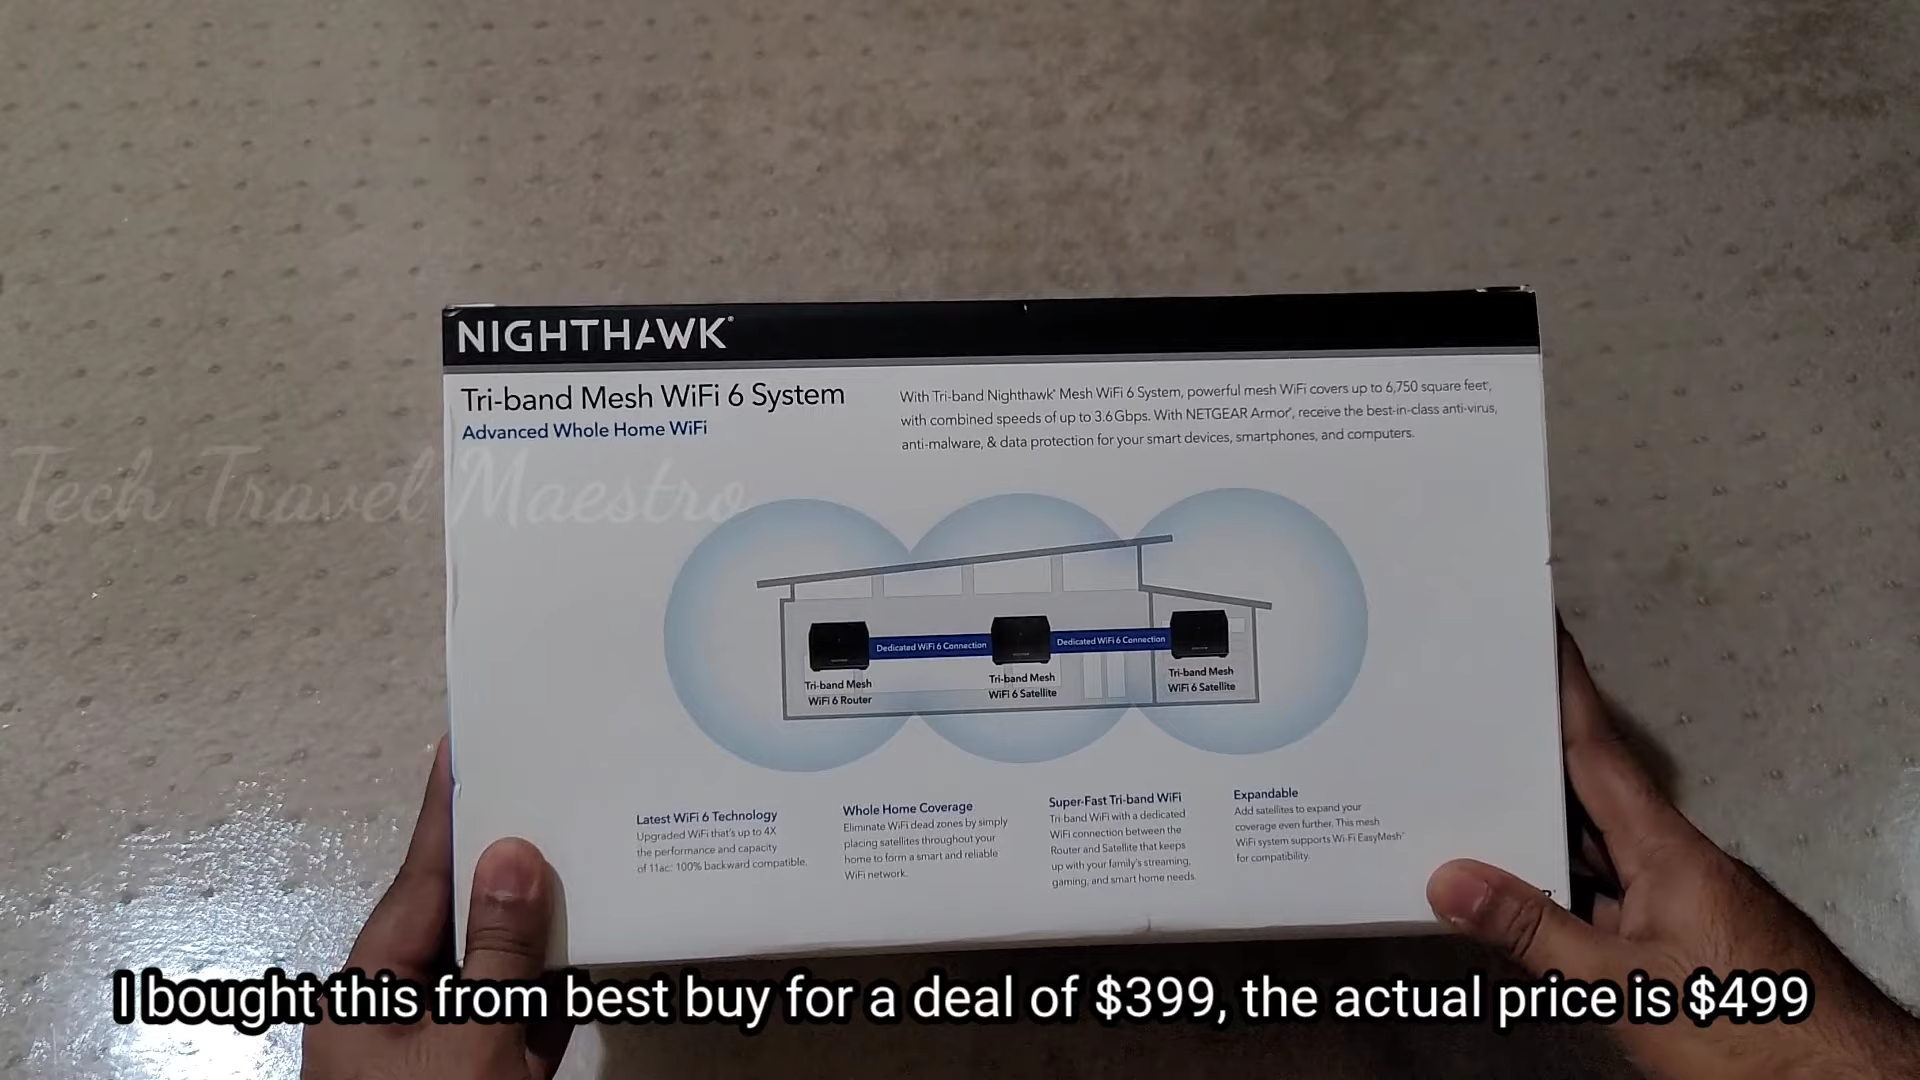 NIGHTHAWK®
Tri-band Mesh WiFi 6 System
Advanced Whole Home WiFi
With Tri-band Nighthawk® Mesh WiFi 6 System, powerful mesh WiFi covers up to 6,750 square feet,
with combined speeds of up to 3.6Gbps. With NETGEAR Armor, receive the best-in-class anti-virus,
anti-malware, & data protection for your smart devices, smartphones, and computers.
Tech Travel Maestro
Dedicated WiFi 6 Connection
Dedicated WiFi 6 Connection
Tri-band Mesh
WiFi 6 Router
Tri-band Mesh
WiFi 6 Satellite
Tri-band Mesh
WiFi 6 Satellite
Latest WiFi 6 Technology
Upgraded WiFi that's up to 4X
the performance and capacity
of 11ac: 100% backward compatible.
Whole Home Coverage
Eliminate WiFi dead zones by simply
placing satellites throughout your
home to form a smart and reliable
WiFi network.
Super-Fast Tri-band WiFi
Tri-band WiFi with a dedicated
WiFi connection between the
Router and Satellite that keeps
up with your family's streaming,
gaming, and smart home needs.
Expandable
Add satellites to expand your
coverage even further. This mesh
WiFi system supports Wi-Fi EasyMesh™
for compatibility.
I bought this from best buy for a deal of $399, the actual price is $499